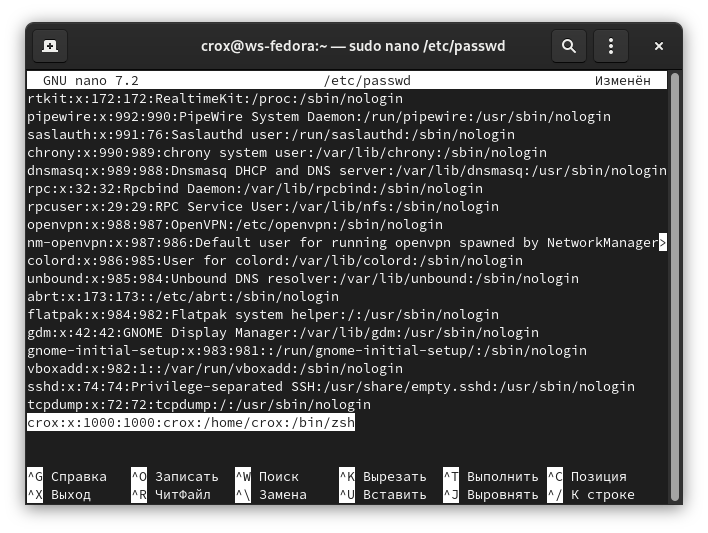 crox@ws-fedora:~ — sudo nano /etc/passwd
GNU nano 7.2 /etc/passwd Изменён
rtkit:x:172:172:RealtimeKit:/proc:/sbin/nologin
pipewire:x:992:990:PipeWire System Daemon:/run/pipewire:/usr/sbin/nologin
saslauth:x:991:76:Saslauthd user:/run/saslauthd:/sbin/nologin
chrony:x:990:989:chrony system user:/var/lib/chrony:/sbin/nologin
dnsmasq:x:989:988:Dnsmasq DHCP and DNS server:/var/lib/dnsmasq:/usr/sbin/nologin
rpc:x:32:32:Rpcbind Daemon:/var/lib/rpcbind:/sbin/nologin
rpcuser:x:29:29:RPC Service User:/var/lib/nfs:/sbin/nologin
openvpn:x:988:987:OpenVPN:/etc/openvpn:/sbin/nologin
nm-openvpn:x:987:986:Default user for running openvpn spawned by NetworkManager>
colord:x:986:985:User for colord:/var/lib/colord:/sbin/nologin
unbound:x:985:984:Unbound DNS resolver:/var/lib/unbound:/sbin/nologin
abrt:x:173:173::/etc/abrt:/sbin/nologin
flatpak:x:984:982:Flatpak system helper:/:/usr/sbin/nologin
gdm:x:42:42:GNOME Display Manager:/var/lib/gdm:/usr/sbin/nologin
gnome-initial-setup:x:983:981::/run/gnome-initial-setup/:/sbin/nologin
vboxadd:x:982:1::/var/run/vboxadd:/sbin/nologin
sshd:x:74:74:Privilege-separated SSH:/usr/share/empty.sshd:/usr/sbin/nologin
tcpdump:x:72:72:tcpdump:/:/usr/sbin/nologin
crox:x:1000:1000:crox:/home/crox:/bin/zsh
^G Справка ^O Записать ^W Поиск ^K Вырезать ^T Выполнить ^C Позиция
^X Выход ^R ЧитФайл ^\ Замена ^U Вставить ^J Выровнять ^/ К строке